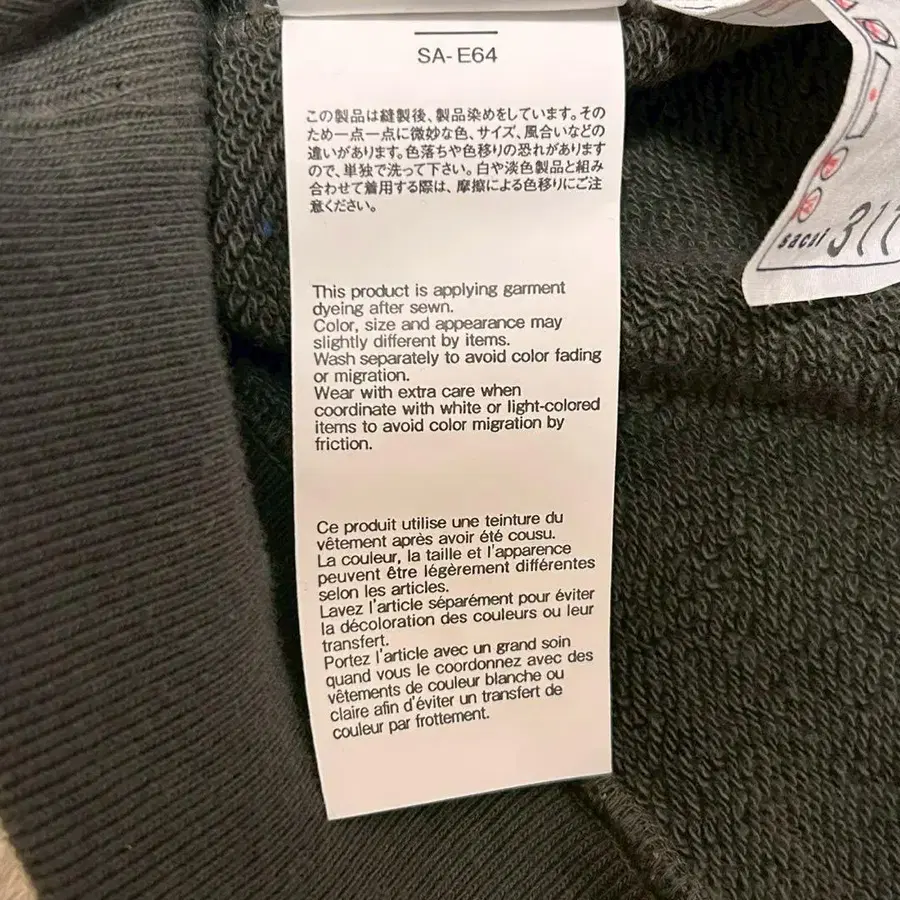 SA- E64
この製品は縫製後、製品染めをしています。その
ため一点一点に微妙な色、サイズ、風合いなどの
違いがあります。色落ちや色移りの恐れがあります
ので、単独で洗って下さい。白や淡色製品と組み
合わせて着用する際は、摩擦による色移りにご注
意ください。
This product is applying garment
dyeing after sewn.
Color, size and appearance may
slightly different by items.
Wash separately to avoid color fading
or migration.
Wear with extra care when
coordinate with white or light-colored
items to avoid color migration by
friction.
Ce produit utilise une teinture du
vêtement après avoir été cousu.
La couleur, la taille et l'apparence
peuvent être légèrement différentes
selon les articles.
Lavez l'article séparément pour éviter
la décoloration des couleurs ou leur
transfert.
Portez l'article avec un grand soin
quand vous le coordonnez avec des
vêtements de couleur blanche ou
claire afin d'éviter un transfert de
couleur par frottement.
sacai